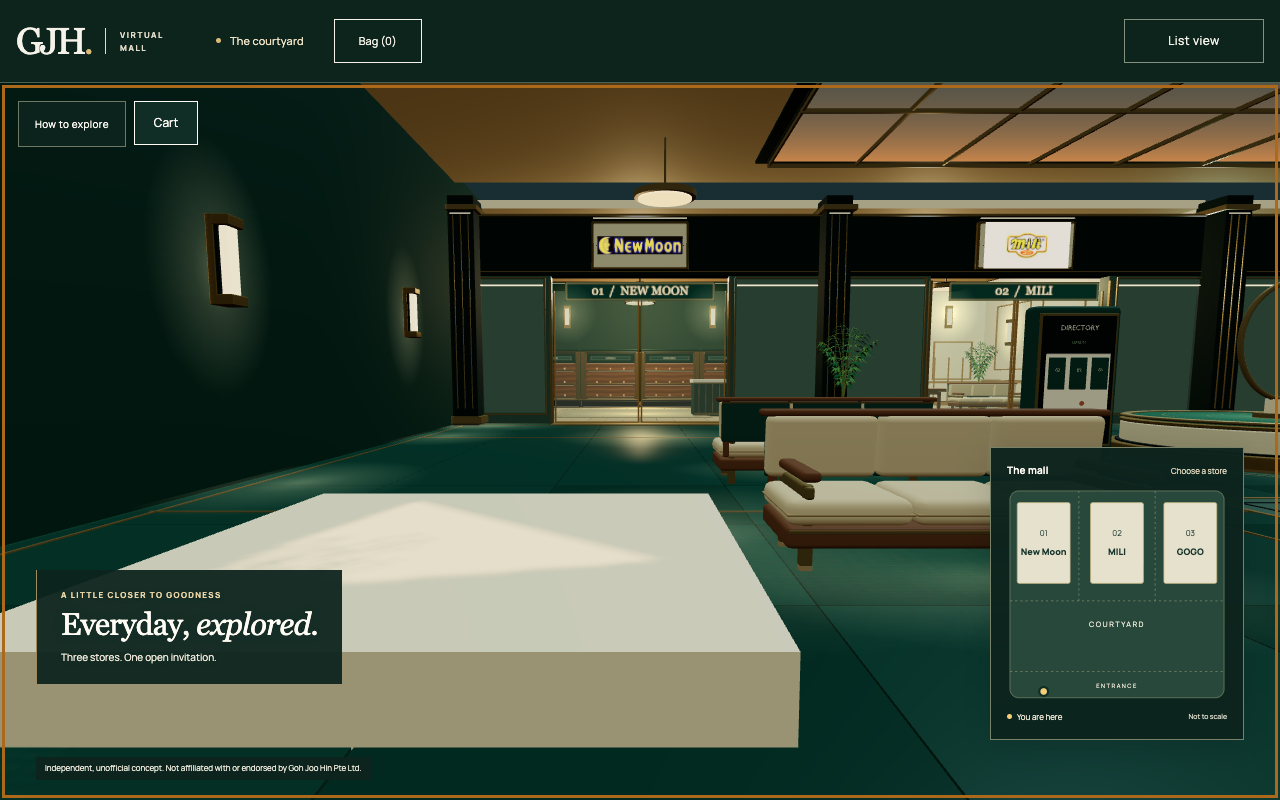 GJH.
VIRTUAL
MALL
The courtyard
Bag (0)
List view
How to explore
Cart
NewMoon
mili
01 / NEW MOON
02 / MILI
DIRECTORY
The mall
Choose a store
01
New Moon
02
MILI
03
GOGO
COURTYARD
ENTRANCE
You are here
Not to scale
A LITTLE CLOSER TO GOODNESS
Everyday, explored.
Three stores. One open invitation.
Independent, unofficial concept. Not affiliated with or endorsed by Goh Joo Hin Pte Ltd.